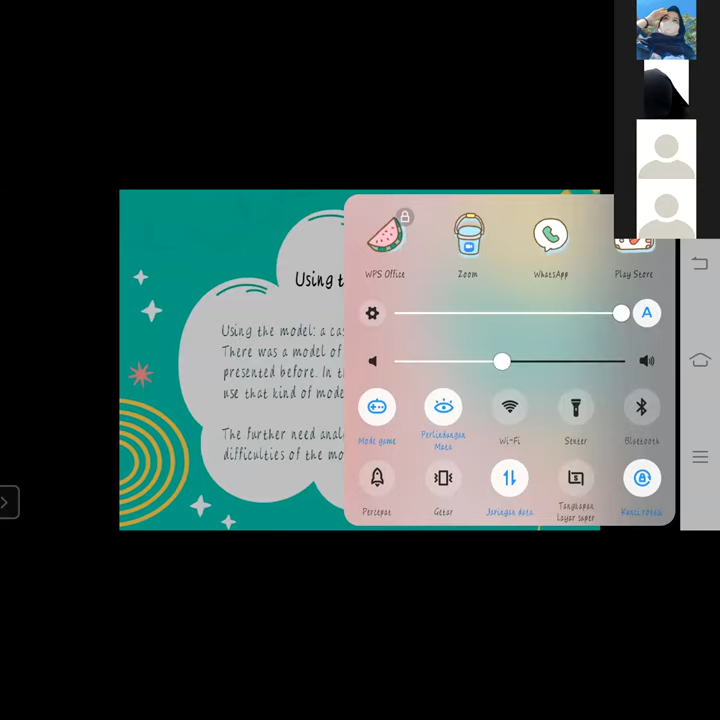 Using t
Using the model: a cas
There was a model of
presented before. In t
use that kind of mode
The further need anal
difficulties of the mo
WPS Office
Zoom
WhatsApp
Play Store
A
Mode game
Perlindungan
Mata
Wi-Fi
Senter
Bluetooth
Percepat
Getar
Jaringan data
Tangkapan
layar super
Kunci rotasi